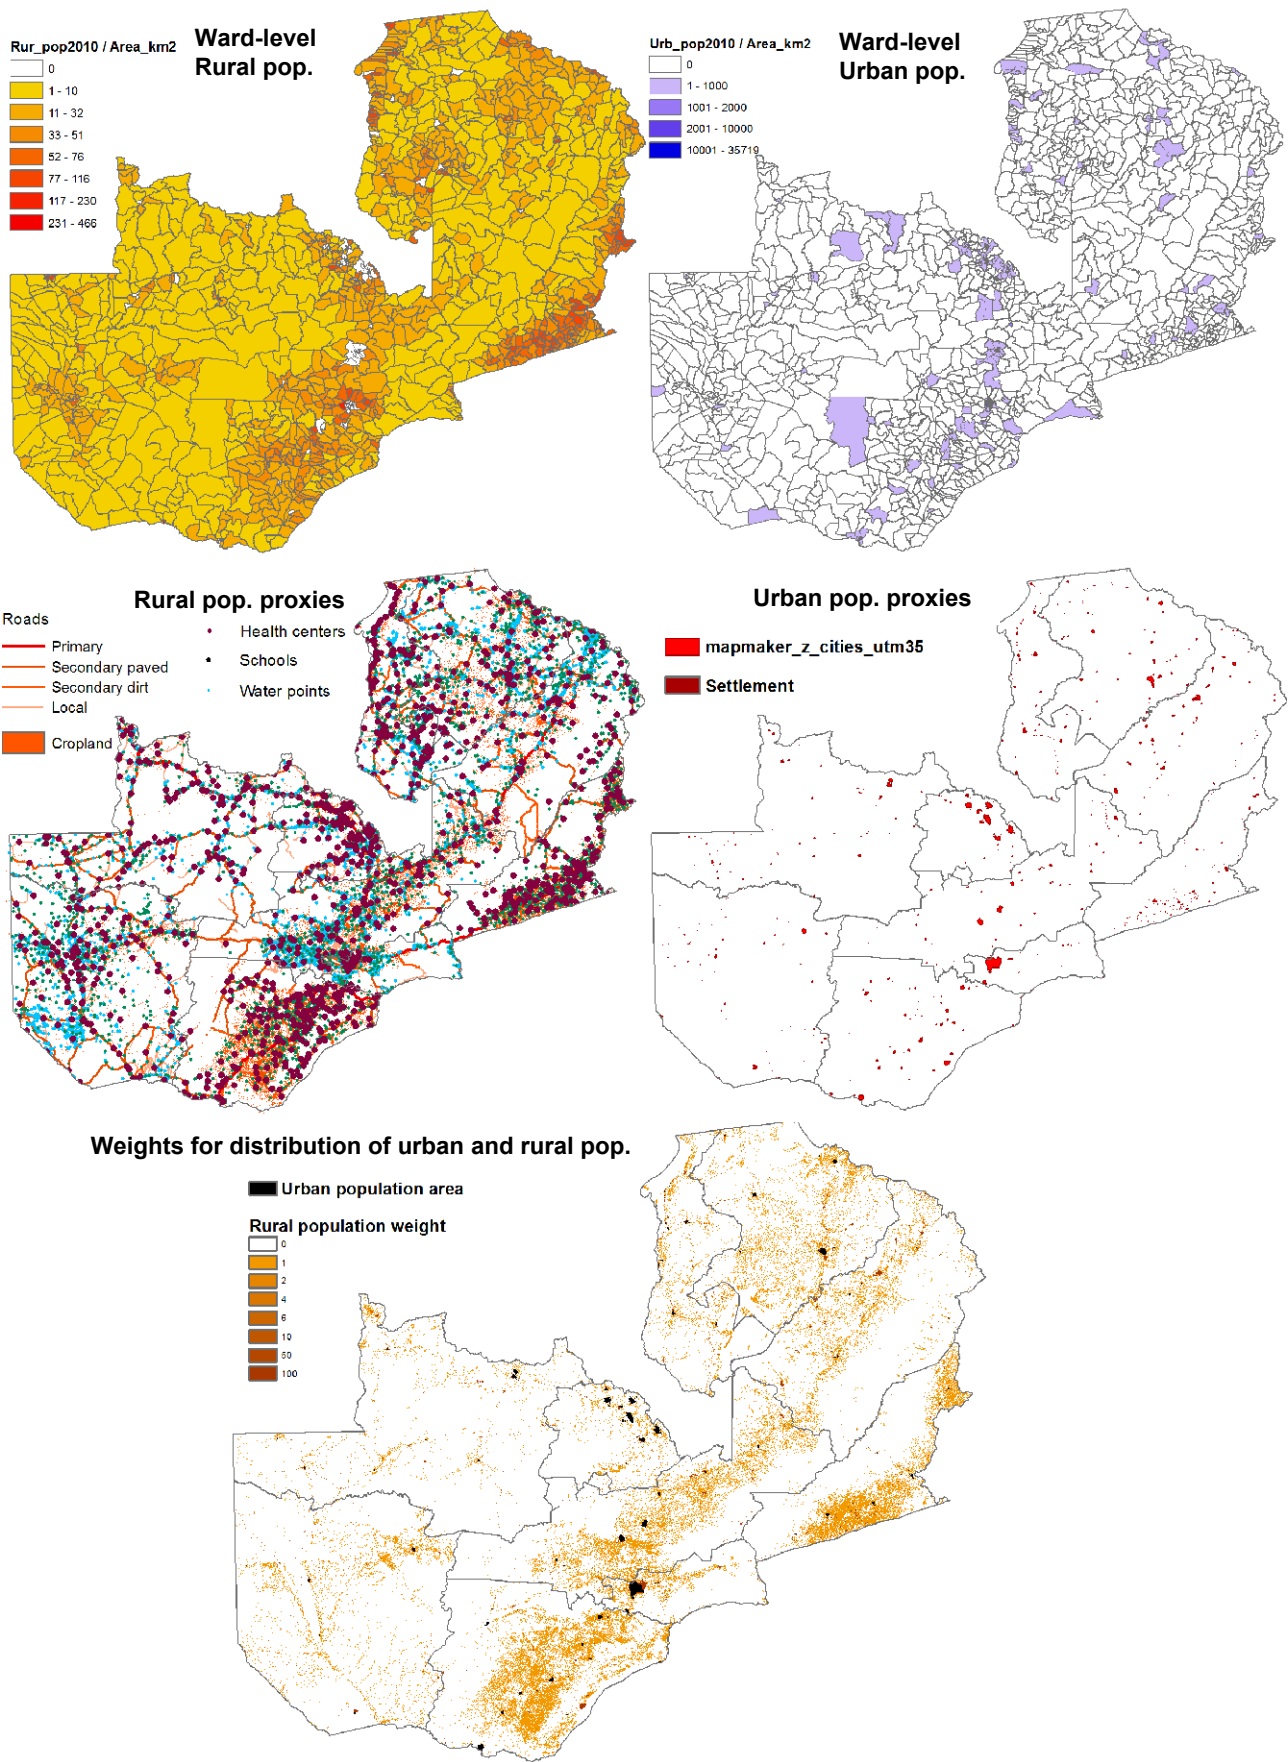 Ward-level
Rural pop.
Rur_pop2010 / Area_km2
0
1 - 10
11 - 32
33 - 51
52 - 76
77 - 116
117 - 230
231 - 466
Ward-level
Urban pop.
Urb_pop2010 / Area_km2
0
1 - 1000
1001 - 2000
2001 - 10000
10001 - 35719
Rural pop. proxies
Roads
Primary
Secondary paved
Secondary dirt
Local
Cropland
Health centers
Schools
Water points
Urban pop. proxies
mapmaker_z_cities_utm35
Settlement
Weights for distribution of urban and rural pop.
Urban population area
Rural population weight
0
1
2
4
6
10
50
100